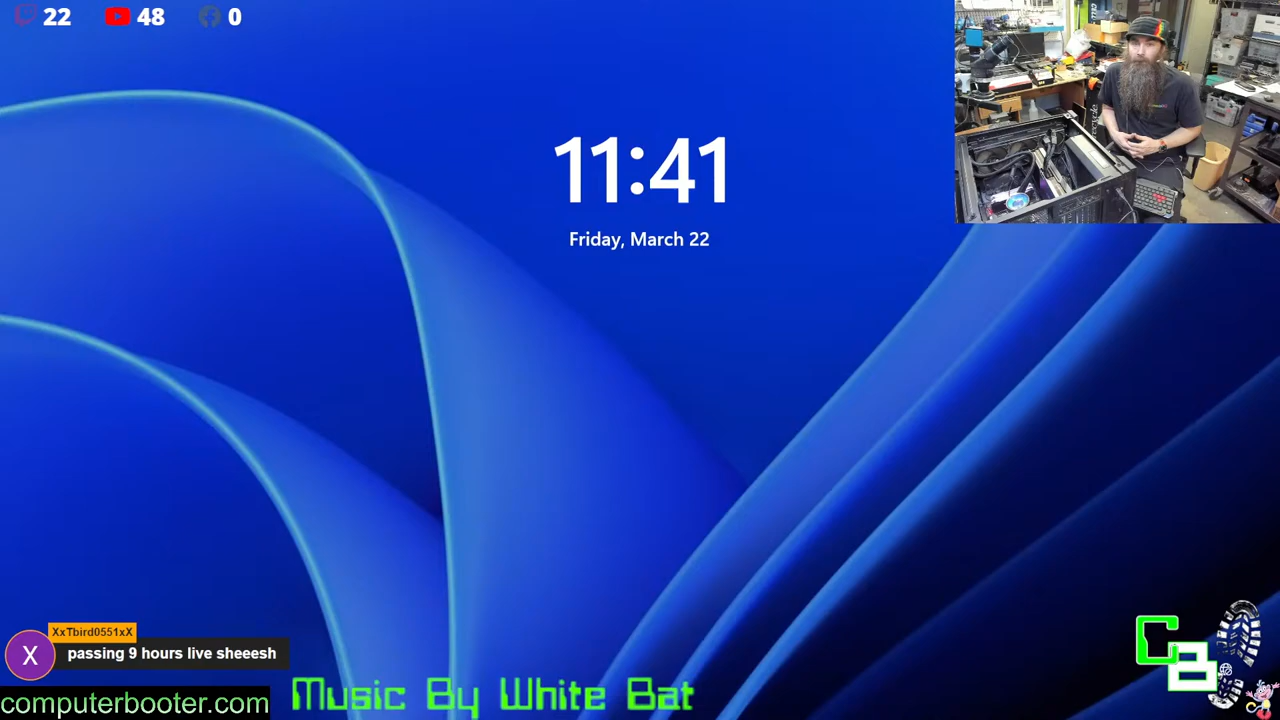 22 48 0
11:41
Friday, March 22
XxTbird0551xX
X
passing 9 hours live sheeesh
computerbooter.com
Music By White Bat
CB